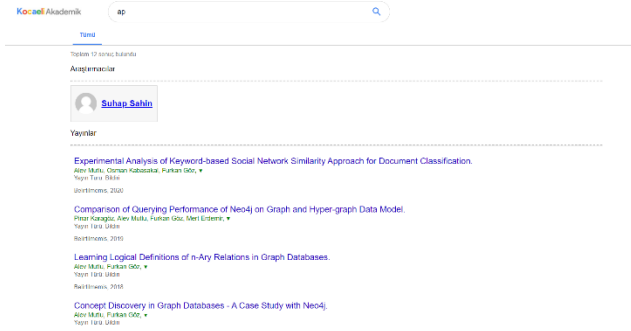 Kocaeli Akademik
ap
Tümü
Toplam 12 sonuç bulundu
Araştırmacılar
Suhap Sahin
Yayınlar
Experimental Analysis of Keyword-based Social Network Similarity Approach for Document Classification.
Alev Mutlu, Osman Kabasakal, Furkan Göz, ▾
Yayın Türü: Bildiri
Belirtilmemiş, 2020
Comparison of Querying Performance of Neo4j on Graph and Hyper-graph Data Model.
Pınar Karagöz, Alev Mutlu, Furkan Göz, Mert Erdemir, ▾
Yayın Türü: Bildiri
Belirtilmemiş, 2019
Learning Logical Definitions of n-Ary Relations in Graph Databases.
Alev Mutlu, Furkan Göz, ▾
Yayın Türü: Bildiri
Belirtilmemiş, 2018
Concept Discovery in Graph Databases - A Case Study with Neo4j.
Alev Mutlu, Furkan Göz, ▾
Yayın Türü: Bildiri